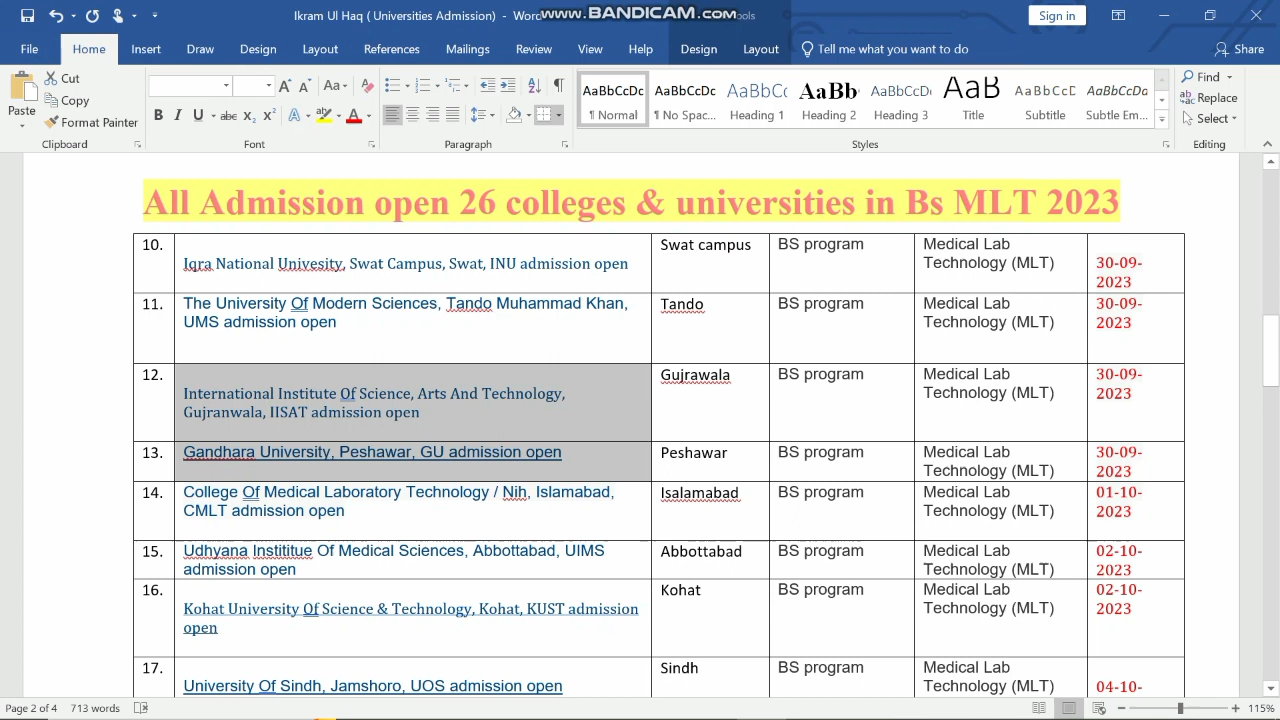 Ikram Ul Haq ( Universities Admission) - Word
www.BANDICAM.com
ools
Sign in
File Home Insert Draw Design Layout References Mailings Review View Help Design Layout Tell me what you want to do Share
Paste
Cut
Copy
Format Painter
Clipboard
Aa
B I U abc X₂ X² A ab A
Font
Paragraph
AaBbCcDc AaBbCcDc AaBbCc AaBbCc AaBbCcD AaB AaBbCcD AaBbCcDa
¶ Normal ¶ No Spac... Heading 1 Heading 2 Heading 3 Title Subtitle Subtle Em...
Styles
Find
Replace
Select
Editing
All Admission open 26 colleges & universities in Bs MLT 2023
10. Iqra National Univesity, Swat Campus, Swat, INU admission open Swat campus BS program Medical Lab
Technology (MLT) 30-09-
2023
11. The University Of Modern Sciences, Tando Muhammad Khan, Tando BS program Medical Lab 30-09-
UMS admission open Technology (MLT) 2023
12. Gujrawala BS program Medical Lab 30-09-
International Institute Of Science, Arts And Technology, Technology (MLT) 2023
Gujranwala, IISAT admission open
13. Gandhara University, Peshawar, GU admission open Peshawar BS program Medical Lab 30-09-
Technology (MLT) 2023
14. College Of Medical Laboratory Technology / Nih, Islamabad, Isalamabad BS program Medical Lab 01-10-
CMLT admission open Technology (MLT) 2023
15. Udhyana Instititue Of Medical Sciences, Abbottabad, UIMS Abbottabad BS program Medical Lab 02-10-
admission open Technology (MLT) 2023
16. Kohat BS program Medical Lab 02-10-
Kohat University Of Science & Technology, Kohat, KUST admission Technology (MLT) 2023
open
17. Sindh BS program Medical Lab
University Of Sindh, Jamshoro, UOS admission open Technology (MLT) 04-10-
Page 2 of 4 713 words 115%